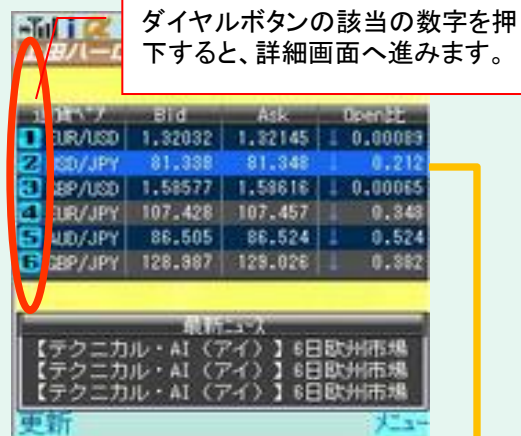 ダイヤルボタンの該当の数字を押
下すると、詳細画面へ進みます。
Bid Ask Open比
1 EUR/USD 1.32032 1.32145 ↓ 0.00089
2 USD/JPY 81.338 81.348 ↓ 0.212
3 GBP/USD 1.58577 1.58616 ↓ 0.00065
4 EUR/JPY 107.428 107.457 ↓ 0.348
5 AUD/JPY 86.505 86.524 ↓ 0.524
6 GBP/JPY 128.987 129.026 ↓ 0.382
最新ニュース
【テクニカル・AI（アイ）】6日欧州市場
【テクニカル・AI（アイ）】6日欧州市場
【テクニカル・AI（アイ）】6日欧州市場
更新 メニュー